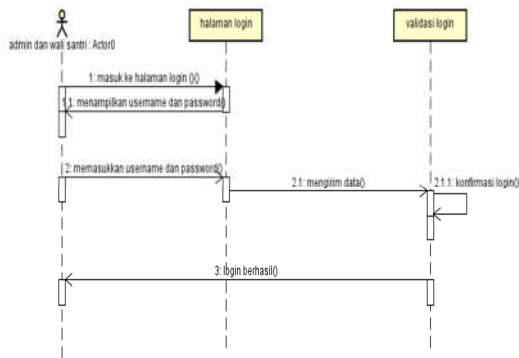 halaman login
validasi login
admin dan wali santri : Actor0
1: masuk ke halaman login ()()
1.1: menampilkan username dan password()
2: memasukkan username dan password()
2.1: mengirim data()
2.1.1: konfirmasi login()
3: login berhasil()